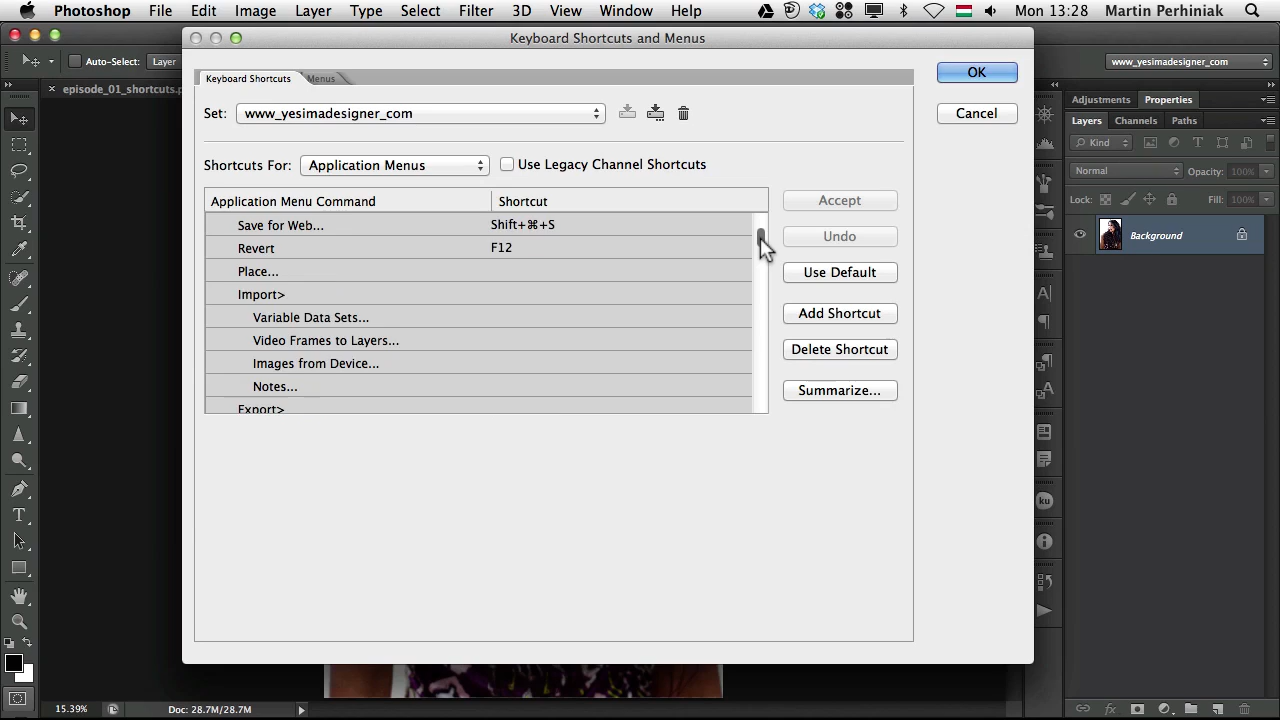 Photoshop File Edit Image Layer Type Select Filter 3D View Window Help Mon 13:28 Martin Perhiniak
Keyboard Shortcuts and Menus
Auto-Select: Layer
www_yesimadesigner_com
episode_01_shortcuts.p
Keyboard Shortcuts Menus
OK
Set: www_yesimadesigner_com
Cancel
Shortcuts For: Application Menus Use Legacy Channel Shortcuts
Application Menu Command Shortcut
Save for Web... Shift+⌘+S
Revert F12
Place...
Import>
Variable Data Sets...
Video Frames to Layers...
Images from Device...
Notes...
Export>
Accept
Undo
Use Default
Add Shortcut
Delete Shortcut
Summarize...
Adjustments Properties
Layers Channels Paths
Kind
Normal Opacity: 100%
Lock: Fill: 100%
Background
ku
15.39% Doc: 28.7M/28.7M